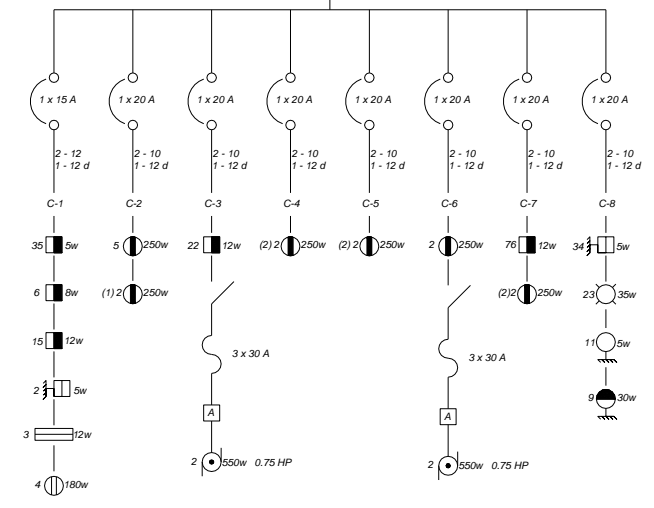 1 x 15 A 1 x 20 A 1 x 20 A 1 x 20 A 1 x 20 A 1 x 20 A 1 x 20 A 1 x 20 A
2 - 12 2 - 10 2 - 10 2 - 10 2 - 10 2 - 10 2 - 10 2 - 10
1 - 12 d 1 - 12 d 1 - 12 d 1 - 12 d 1 - 12 d 1 - 12 d 1 - 12 d 1 - 12 d
C-1 C-2 C-3 C-4 C-5 C-6 C-7 C-8
35 5w 5 250w 22 12w (2) 2 250w (2) 2 250w 2 250w 76 12w 34 5w
6 8w (1) 2 250w (2)2 250w 23 35w
15 12w 3 x 30 A 3 x 30 A 11 5w
2 5w 9 30w
A A
3 12w
2 550w 0.75 HP 2 550w 0.75 HP
4 180w